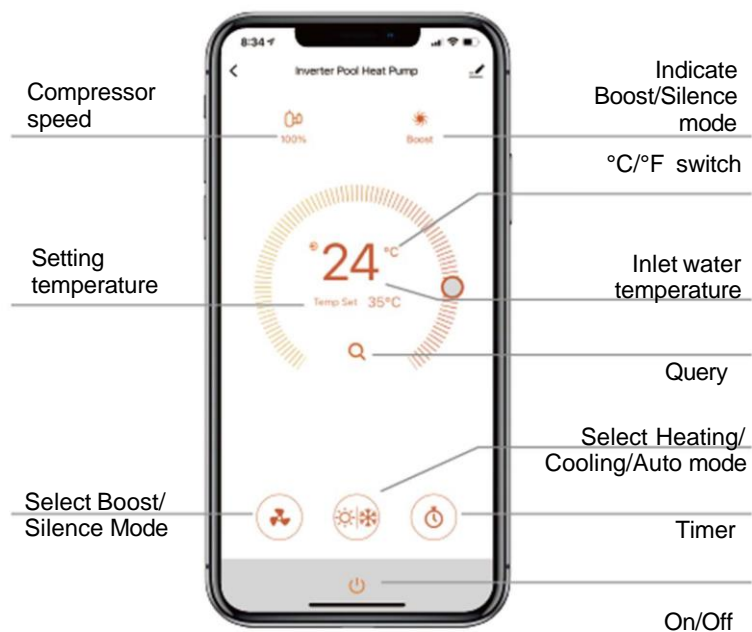 8:34
Inverter Pool Heat Pump
Compressor
speed
100%
Boost
Indicate
Boost/Silence
mode
°C/°F switch
24 °C
Setting
temperature
Temp Set 35°C
Inlet water
temperature
Query
Select Heating/
Cooling/Auto mode
Select Boost/
Silence Mode
Timer
On/Off